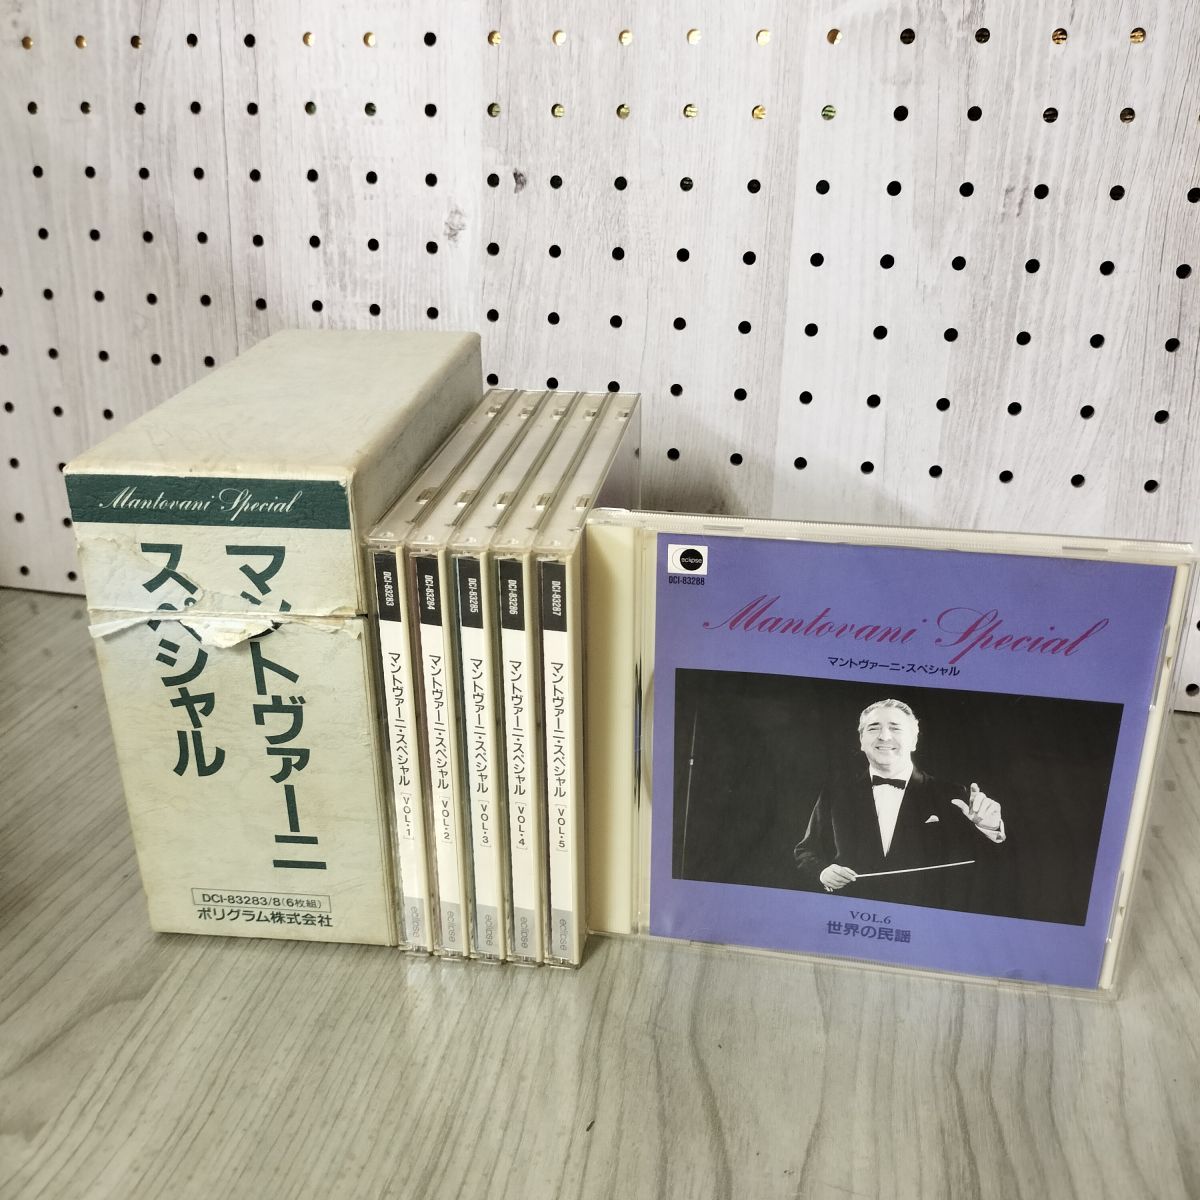 Mantovani Special
マントヴァーニ
スペシャル
DCI-83283/8(6枚組)
ポリグラム株式会社
DCI-83283
マントヴァーニ・スペシャル [VOL・1]
eclipse
DCI-83284
マントヴァーニ・スペシャル [VOL・2]
eclipse
DCI-83285
マントヴァーニ・スペシャル [VOL・3]
eclipse
DCI-83286
マントヴァーニ・スペシャル [VOL・4]
eclipse
DCI-83287
マントヴァーニ・スペシャル [VOL・5]
eclipse
eclipse
DCI-83288
Mantovani Special
マントヴァーニ・スペシャル
VOL.6
世界の民謡